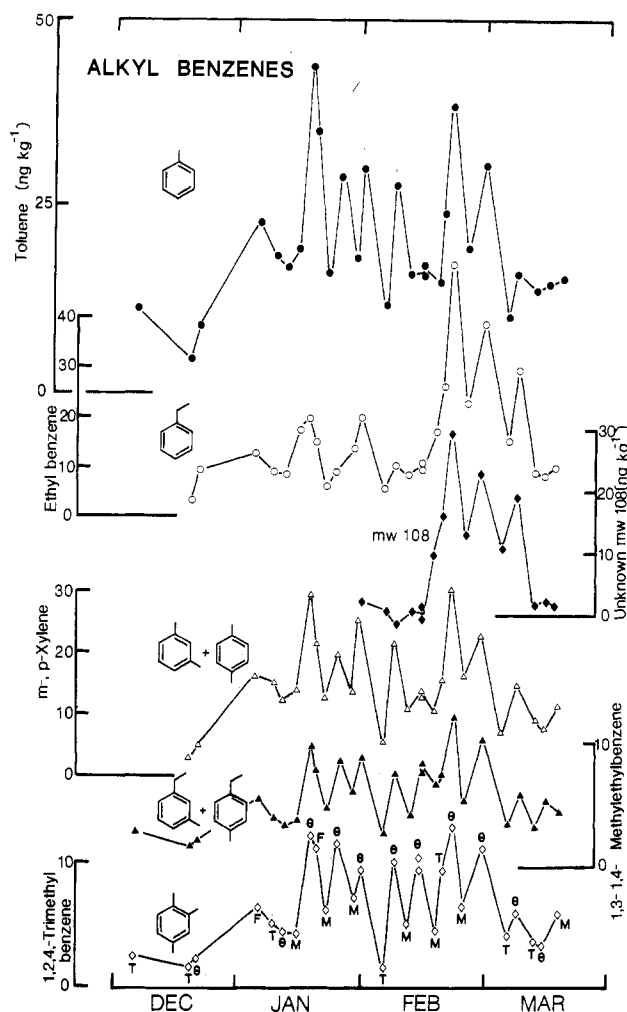 ALKYL BENZENES
50
25
0
Toluene (ng kg⁻¹)
40
30
20
10
0
Ethyl benzene
30
20
10
0
Unknown mw 108(ng kg⁻¹)
mw 108
30
20
10
0
m-, p-Xylene
+
10
0
1,3-1,4- Methylethylbenzene
+
10
0
1,2,4,-Trimethyl
benzene
T
T
θ
F
T
θ
M
θ
F
M
θ
M
θ
T
θ
M
θ
M
T
θ
M
θ
T
θ
T
θ
M
DEC JAN FEB MAR